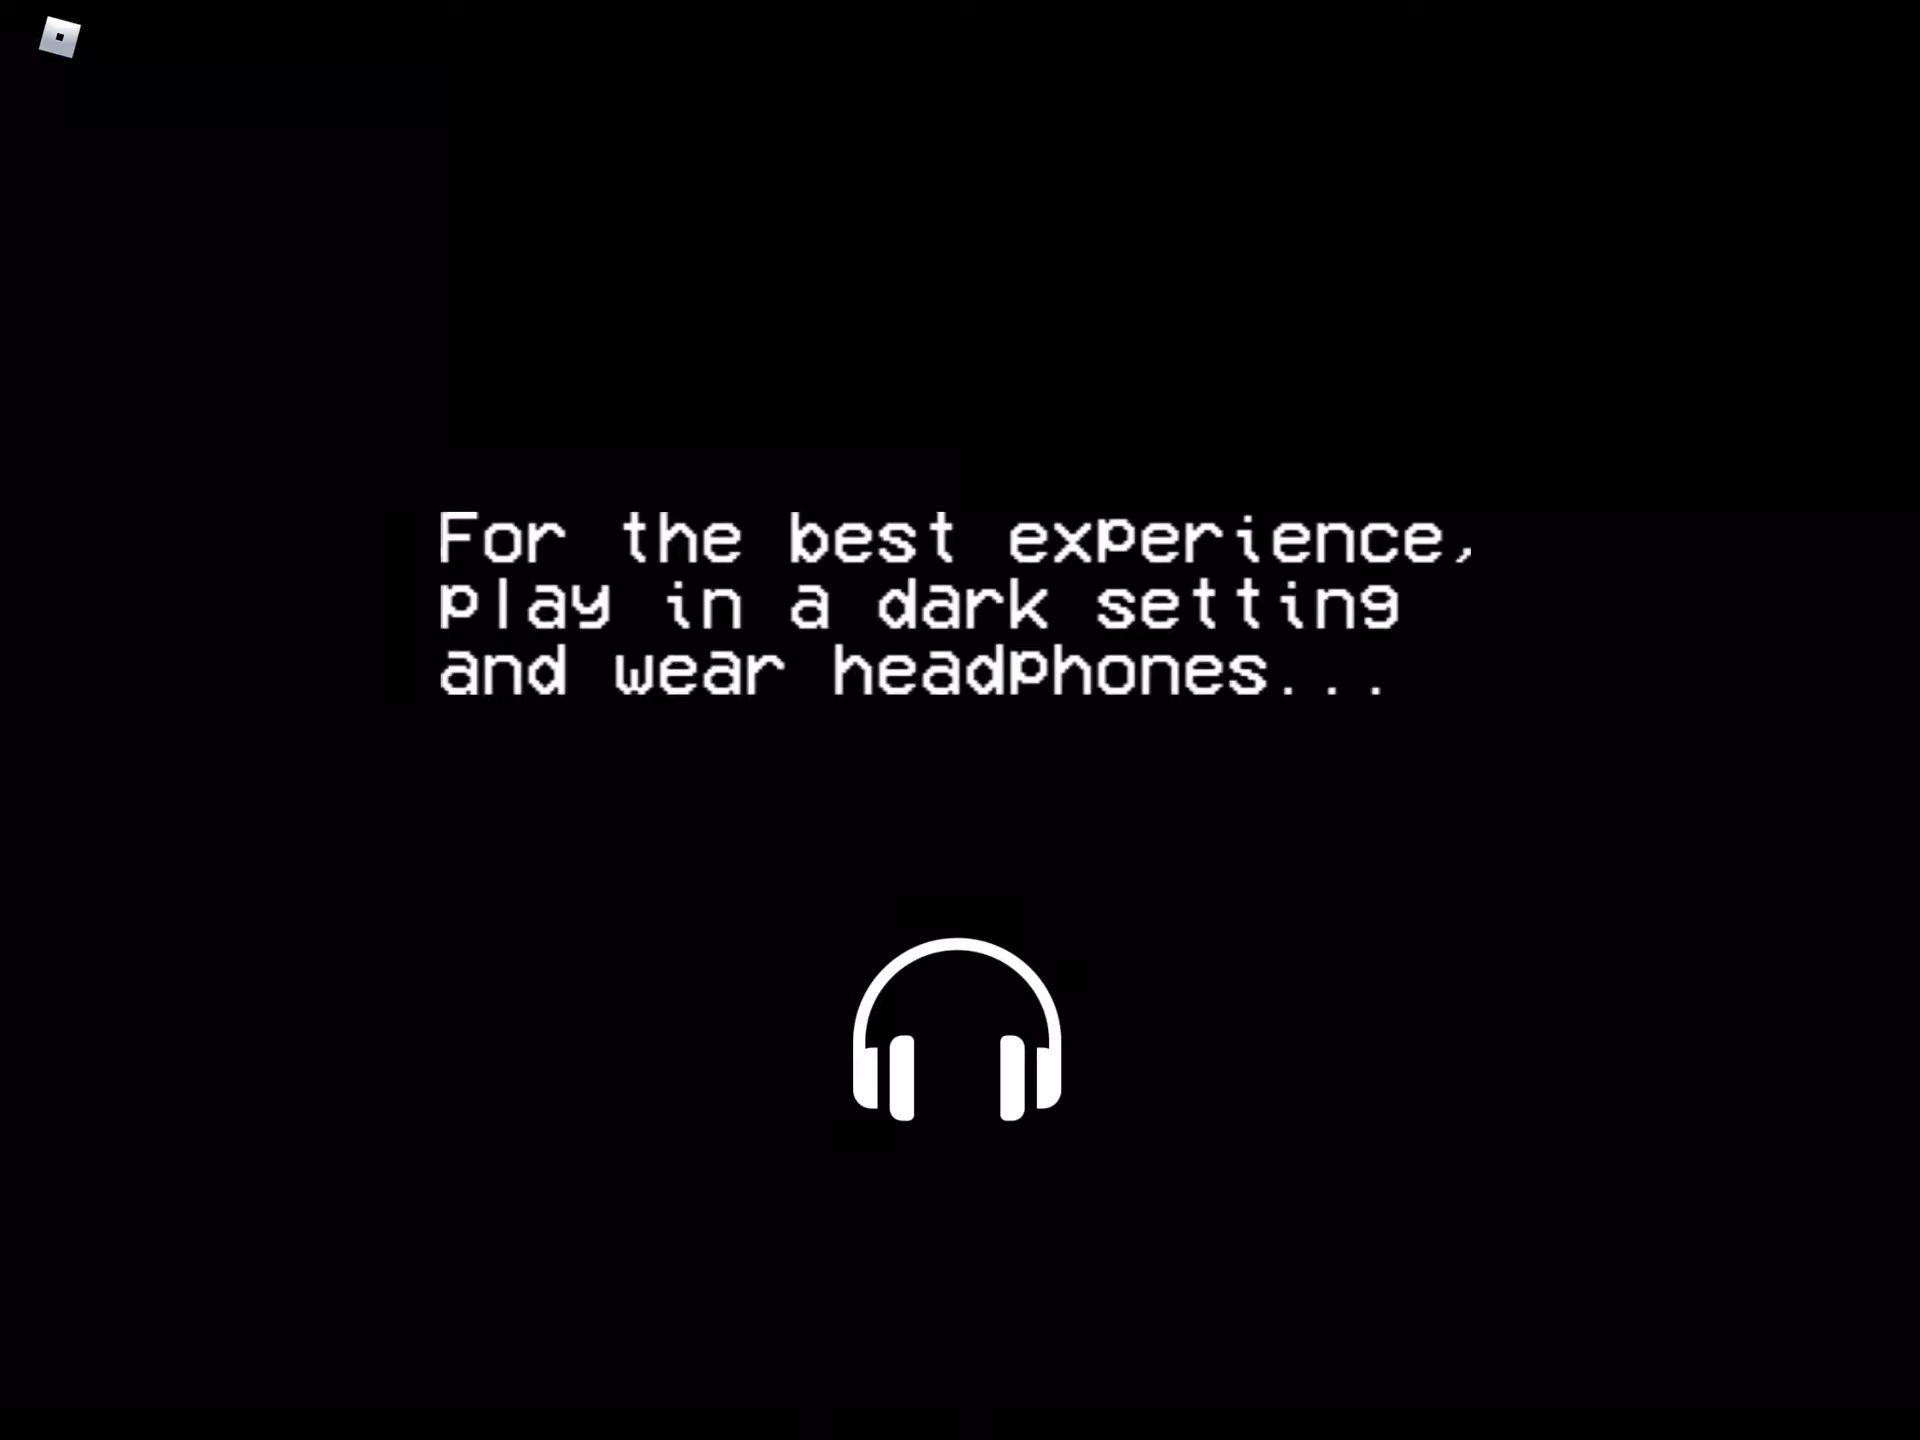 For the best experience,
play in a dark setting
and wear headphones...